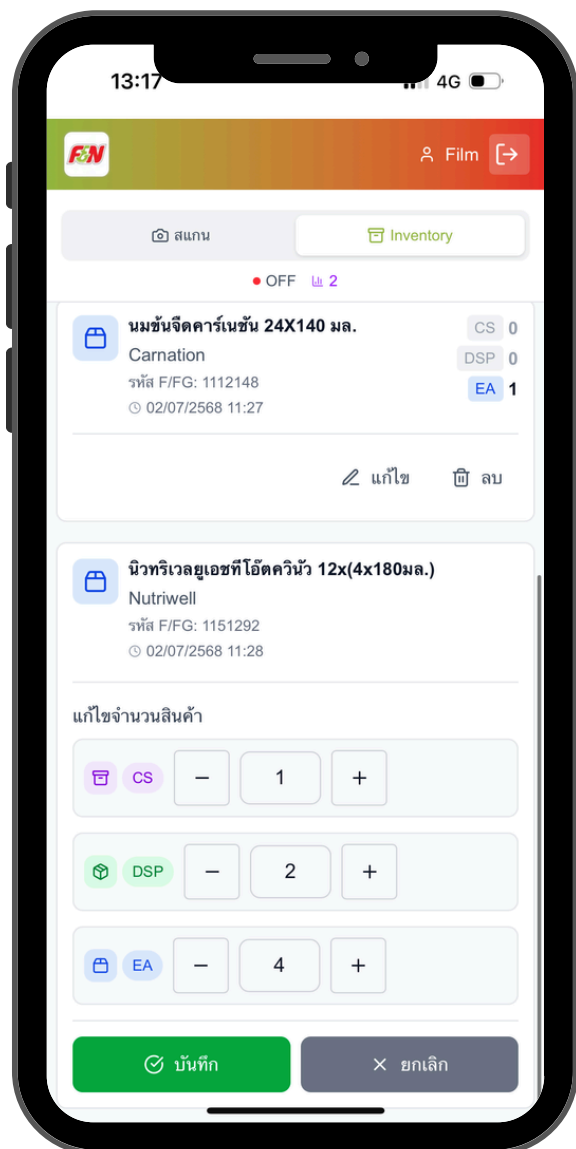 13:17
4G
F&N
Film
สแกน
Inventory
OFF 2
นมข้นจืดคาร์เนชัน 24X140 มล.
CS 0
Carnation
DSP 0
รหัส F/FG: 1112148
EA 1
02/07/2568 11:27
แก้ไข ลบ
นิวทริเวลยูเอชทีโอ๊ตควินัว 12x(4x180มล.)
Nutriwell
รหัส F/FG: 1151292
02/07/2568 11:28
แก้ไขจำนวนสินค้า
CS − 1 +
DSP − 2 +
EA − 4 +
บันทึก
× ยกเลิก